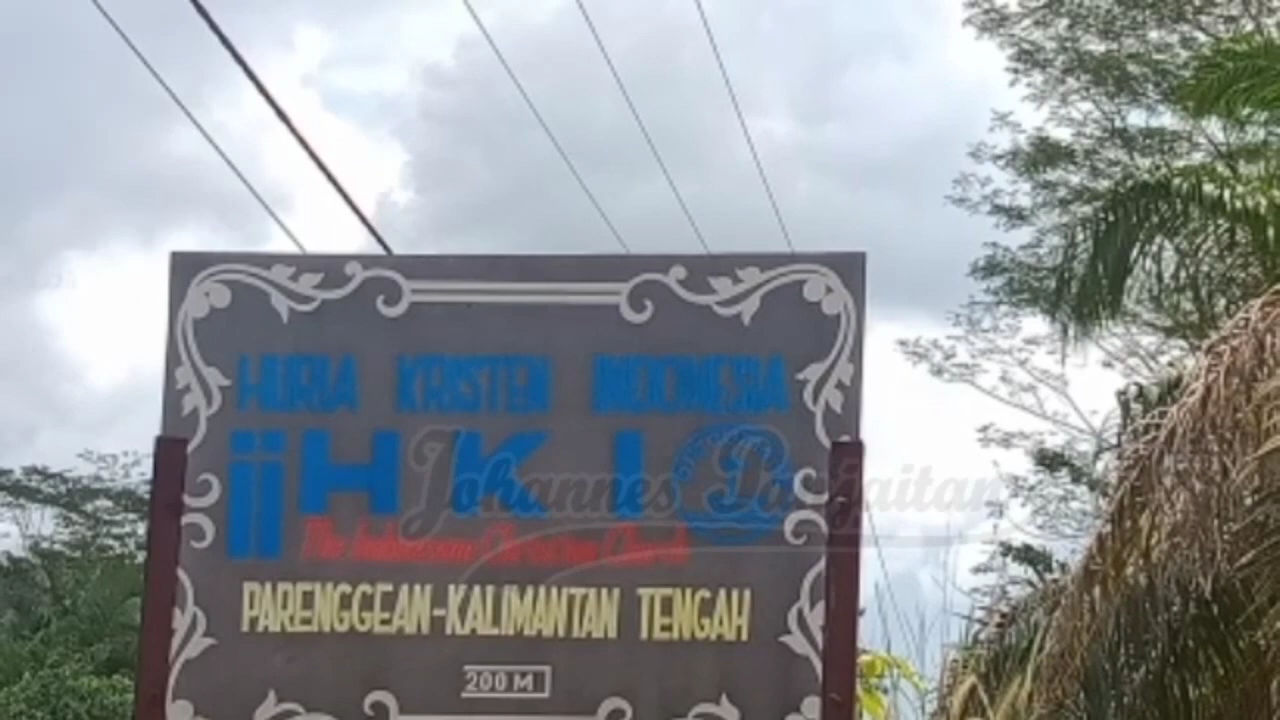 HURIA KRISTEN INDONESIA
HKI
The Indonesian Christian Church
Johannes Panjaitan
PARENGGEAN-KALIMANTAN TENGAH
200 M